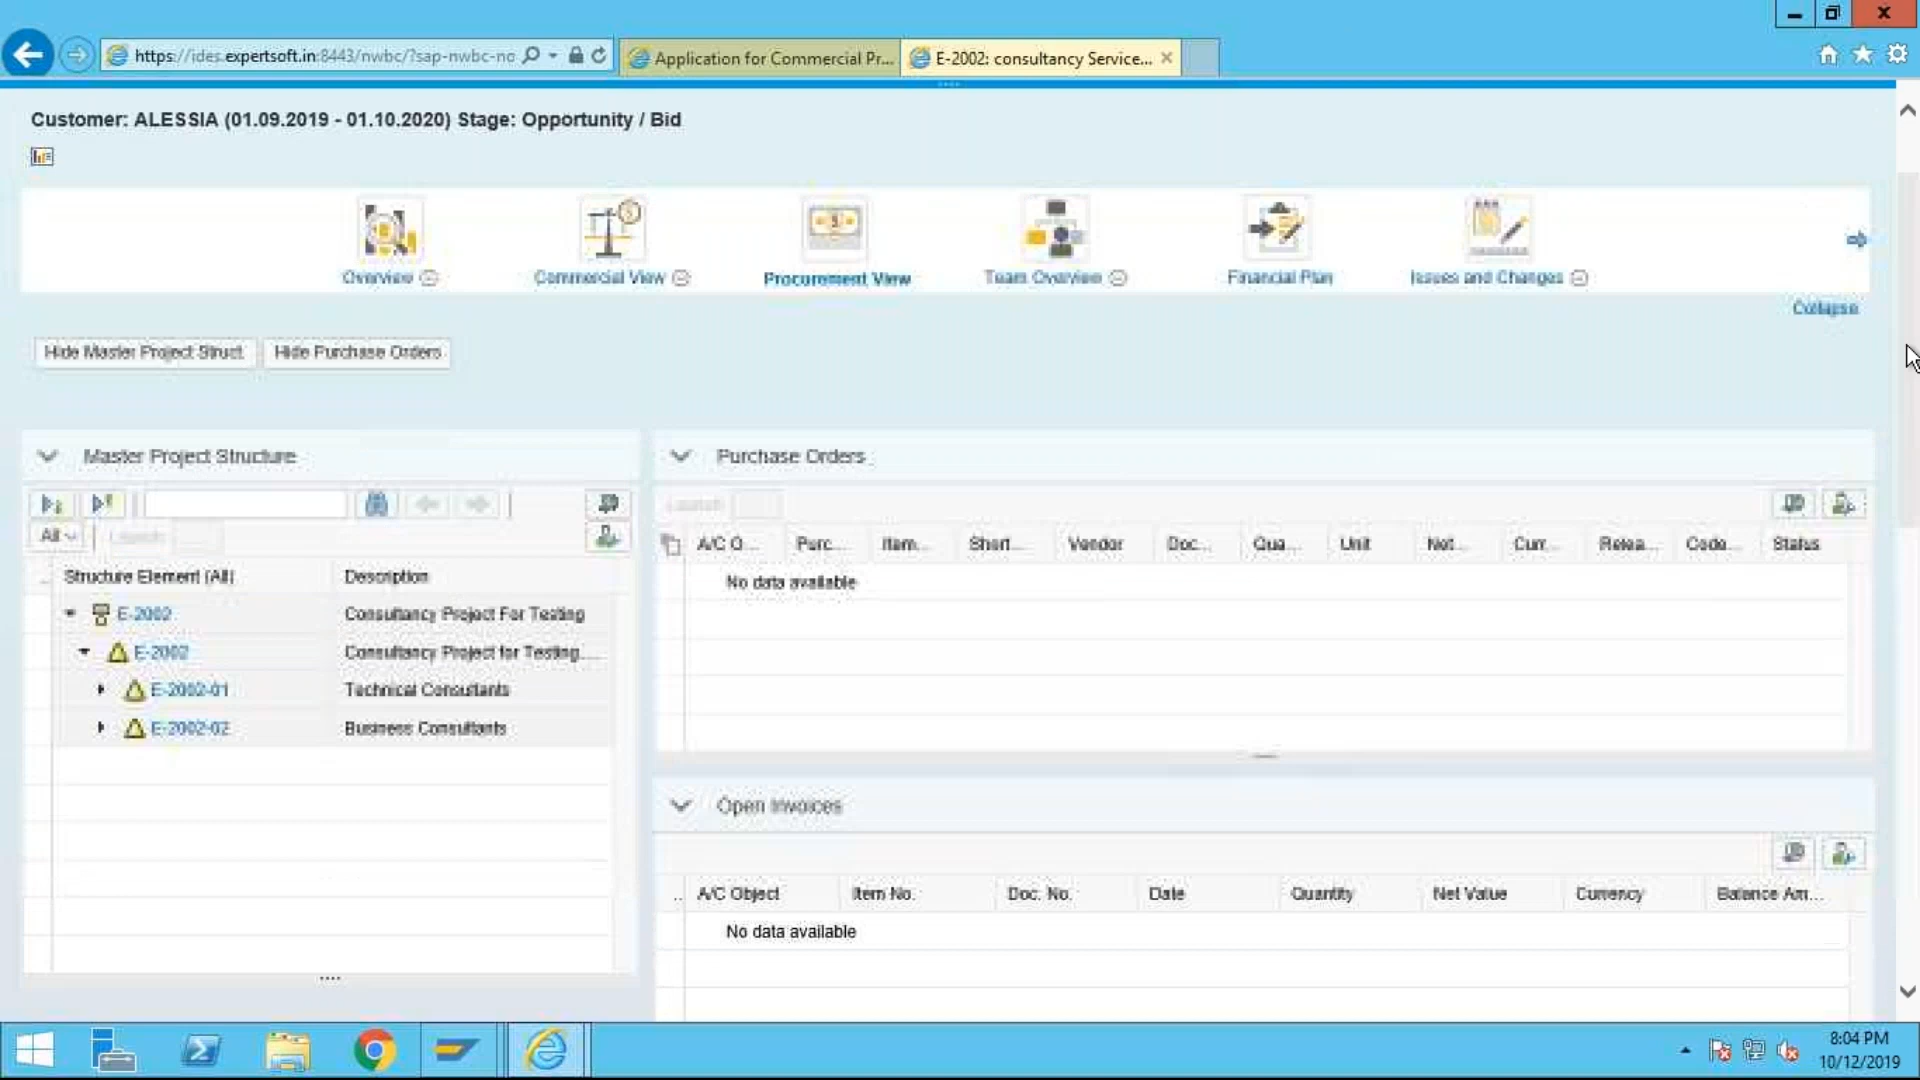 https://ides.expertsoft.in:8443/nwbc/?sap-nwbc-no
Application for Commercial Pr...
E-2002: consultancy Service...
Customer: ALESSIA (01.09.2019 - 01.10.2020) Stage: Opportunity / Bid
Overview
Commercial View
Procurement View
Team Overview
Financial Plan
Issues and Changes
Collapse
Hide Master Project Struct
Hide Purchase Orders
Master Project Structure
Purchase Orders
Launch
A/C O...
Purc...
Item...
Short...
Vendor
Doc...
Qua...
Unit
Net...
Curr...
Relea...
Code...
Status
No data available
All
Launch
Structure Element (All)
Description
E-2002
Consultancy Project For Testing
E-2002
Consultancy Project for Testing....
E-2002-01
Technical Consultants
E-2002-02
Business Consultants
Open Invoices
A/C Object
Item No.
Doc. No.
Date
Quantity
Net Value
Currency
Balance Am...
No data available
8:04 PM
10/12/2019